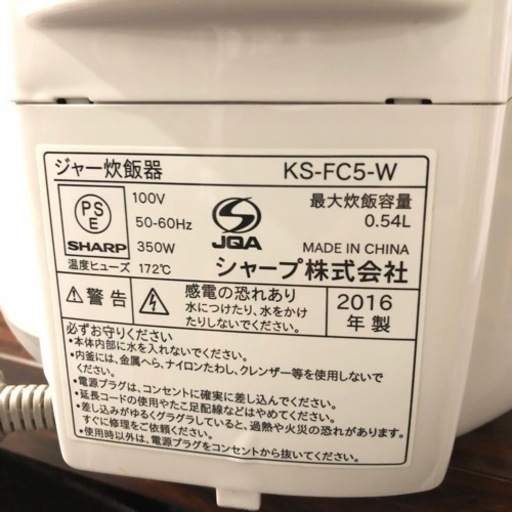 ジャー炊飯器 KS-FC5-W
PS
E
SHARP
100V
50-60Hz
350W
温度ヒューズ 172℃
JQA
最大炊飯容量
0.54L
MADE IN CHINA
シャープ株式会社
警告
感電の恐れあり
水につけたり、水をかけ
たりしないでください。
2016
年製
必ずお守りください
•本体内部に水を入れないでください。
•内釜には、金属へら、ナイロンたわし、クレンザー等を使用しないで
ください。
•電源プラグは、コンセントに確実に差し込んでください。
•延長コードの使用やたこ足配線などはやめてください。
•差し込みがゆるくグラグラしていると、過熱や火災の恐れがあります。
すぐに修理をご依頼ください。
•使用時以外は、電源プラグをコンセントから抜いてください。